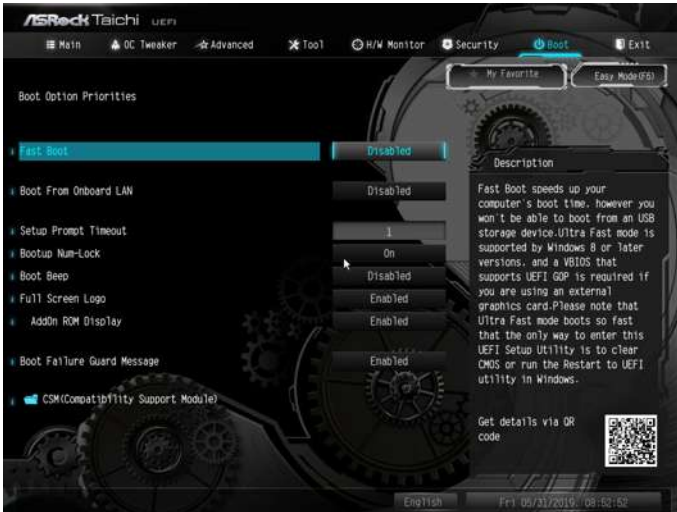 ASRock Taichi UEFI
Main OC Tweaker Advanced Tool H/W Monitor Security Boot Exit
My Favorite Easy Mode(F6)
Boot Option Priorities
Fast Boot Disabled
Boot From Onboard LAN Disabled
Setup Prompt Timeout 1
Bootup Num-Lock On
Boot Beep Disabled
Full Screen Logo Enabled
AddOn ROM Display Enabled
Boot Failure Guard Message Enabled
CSM(Compatibility Support Module)
Description
Fast Boot speeds up your
computer's boot time. however you
won't be able to boot from an USB
storage device.Ultra Fast mode is
supported by Windows 8 or later
versions. and a VBIOS that
supports UEFI GOP is required if
you are using an external
graphics card.Please note that
Ultra Fast mode boots so fast
that the only way to enter this
UEFI Setup Utility is to clear
CMOS or run the Restart to UEFI
utility in Windows.
Get details via QR
code
English Fri 05/31/2019. 08:52:52